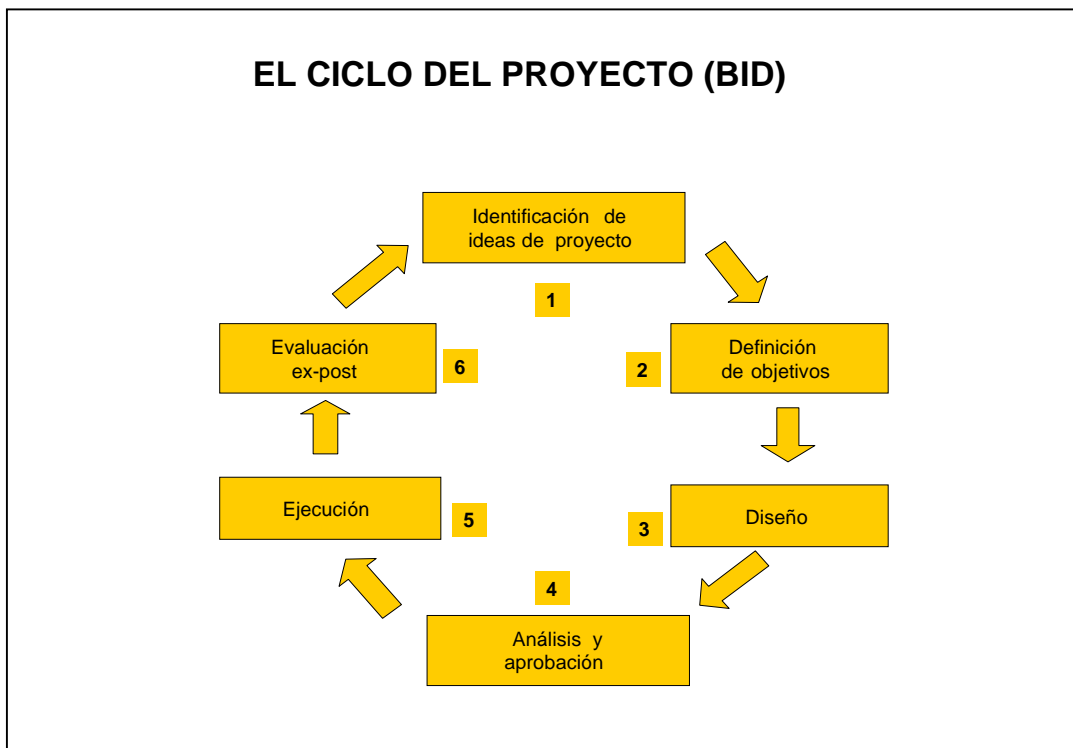 EL CICLO DEL PROYECTO (BID)
Identificación de
ideas de proyecto
1
Definición
de objetivos
2
Diseño
3
Análisis y
aprobación
4
Ejecución
5
Evaluación
ex-post
6